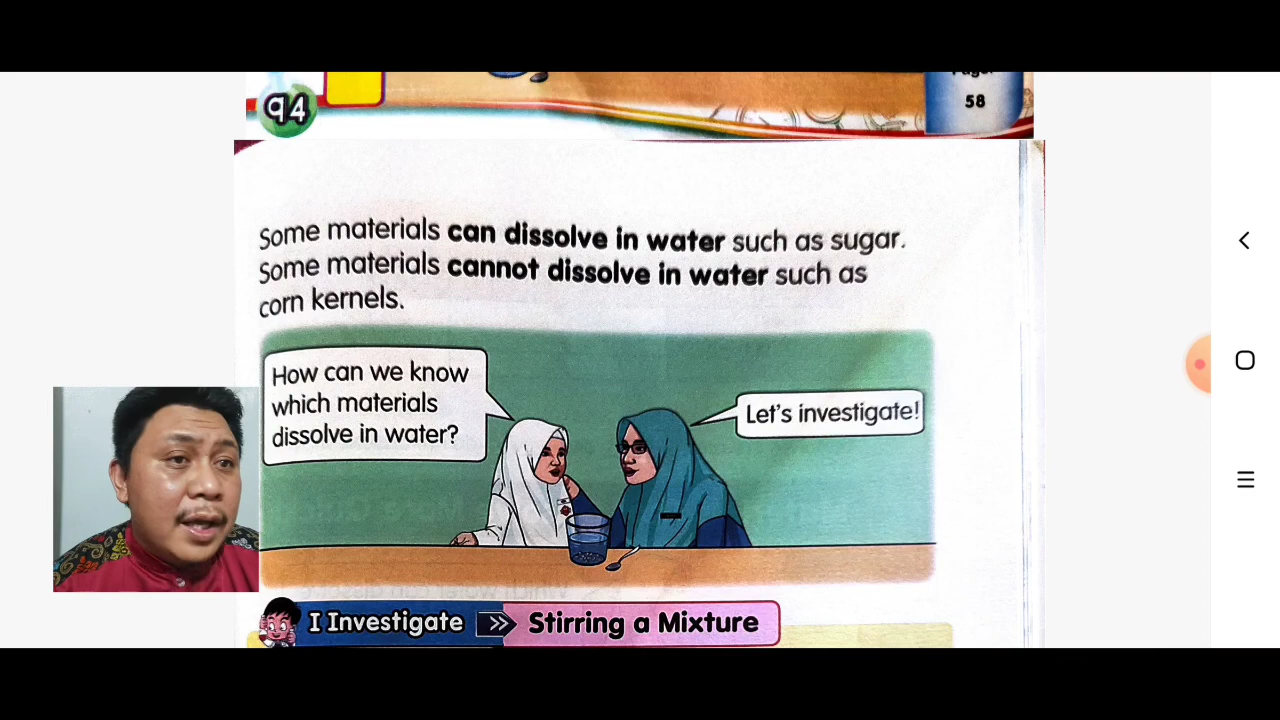 94
58
Some materials can dissolve in water such as sugar.
Some materials cannot dissolve in water such as
corn kernels.
How can we know
which materials
dissolve in water?
Let's investigate!
I Investigate
Stirring a Mixture